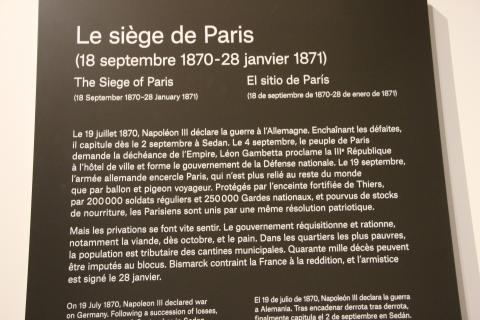 Le siège de Paris
(18 septembre 1870-28 janvier 1871)
The Siege of Paris
(18 September 1870-28 January 1871)
El sitio de París
(18 de septiembre de 1870-28 de enero de 1871)
Le 19 juillet 1870, Napoléon III déclare la guerre à l'Allemagne. Enchaînant les défaites,
il capitule dès le 2 septembre à Sedan. Le 4 septembre, le peuple de Paris
demande la déchéance de l'Empire, Léon Gambetta proclame la IIIe République
à l'hôtel de ville et forme le gouvernement de la Défense nationale. Le 19 septembre,
l'armée allemande encercle Paris, qui n'est plus relié au reste du monde
que par ballon et pigeon voyageur. Protégés par l'enceinte fortifiée de Thiers,
par 200 000 soldats réguliers et 250 000 Gardes nationaux, et pourvus de stocks
de nourriture, les Parisiens sont unis par une même résolution patriotique.
Mais les privations se font vite sentir. Le gouvernement réquisitionne et rationne,
notamment la viande, dès octobre, et le pain. Dans les quartiers les plus pauvres,
la population est tributaire des cantines municipales. Quarante mille décès peuvent
être imputés au blocus. Bismarck contraint la France à la reddition, et l'armistice
est signé le 28 janvier.
On 19 July 1870, Napoleon III declared war
on Germany. Following a succession of losses,
El 19 de julio de 1870, Napoléon III declara la guerra
a Alemania. Tras encadenar derrota tras derrota,
finalmente capitula el 2 de septiembre en Sedán.